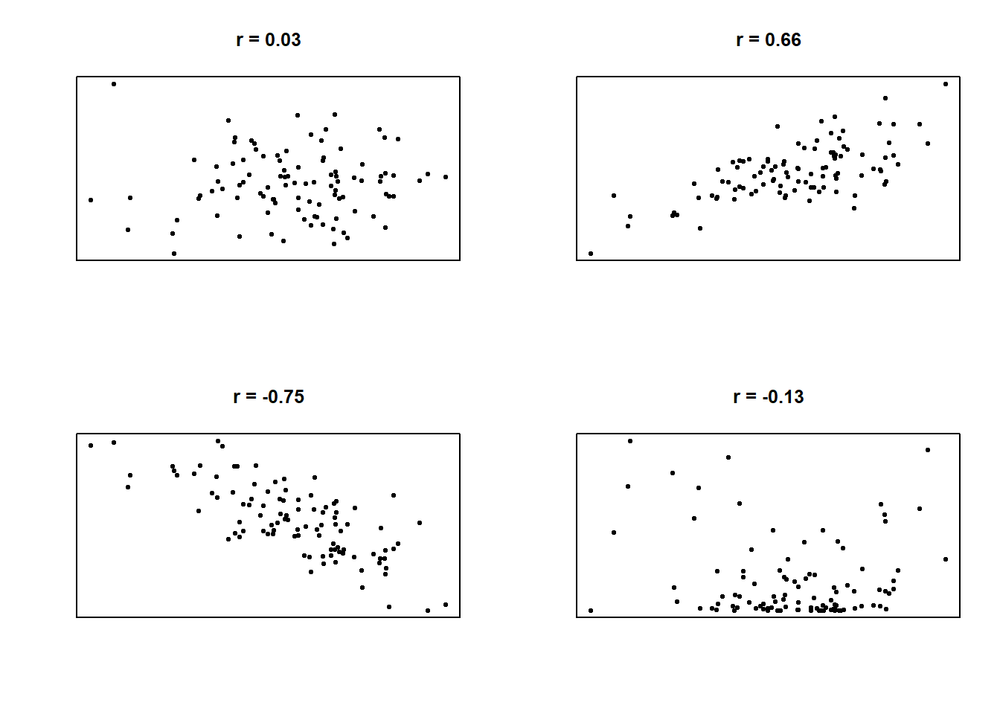 r = 0.03
r = 0.66
r = -0.75
r = -0.13